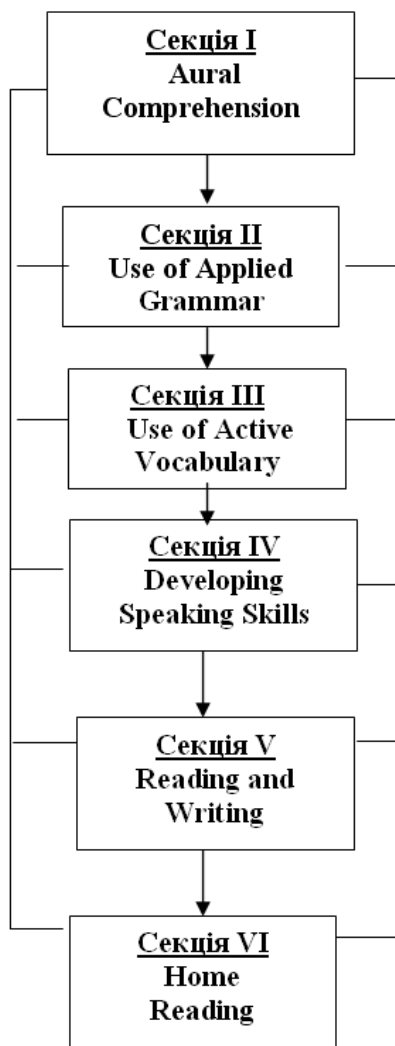 Секція I
Aural
Comprehension
Секція II
Use of Applied
Grammar
Секція III
Use of Active
Vocabulary
Секція IV
Developing
Speaking Skills
Секція V
Reading and
Writing
Секція VI
Home
Reading